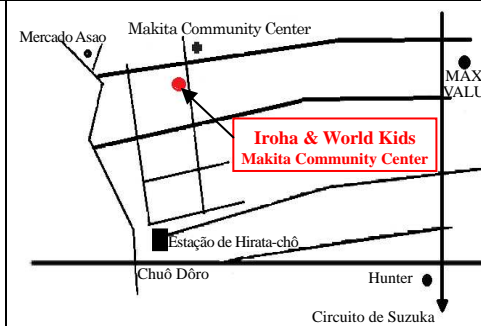 Makita Community Center
Mercado Asao
MAX
VALU
Iroha & World Kids
Makita Community Center
Estação de Hirata-chô
Chuô Dôro
Hunter
Circuito de Suzuka